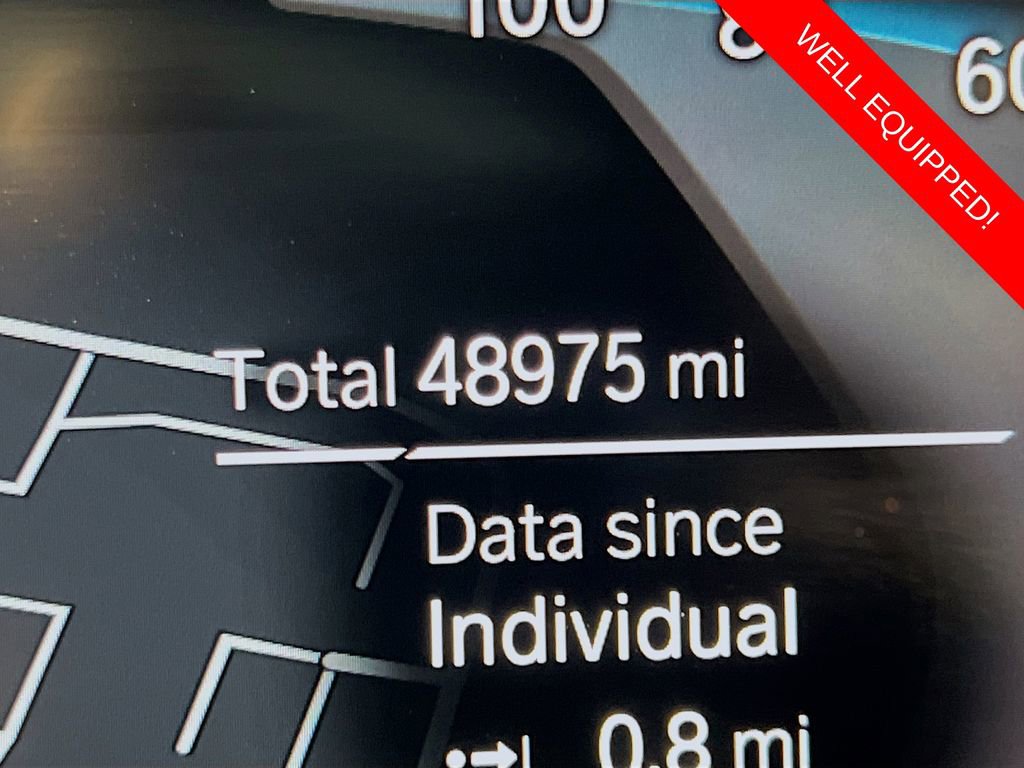 100
60
WELL EQUIPPED!
Total 48975 mi
Data since
Individual
0.8 mi